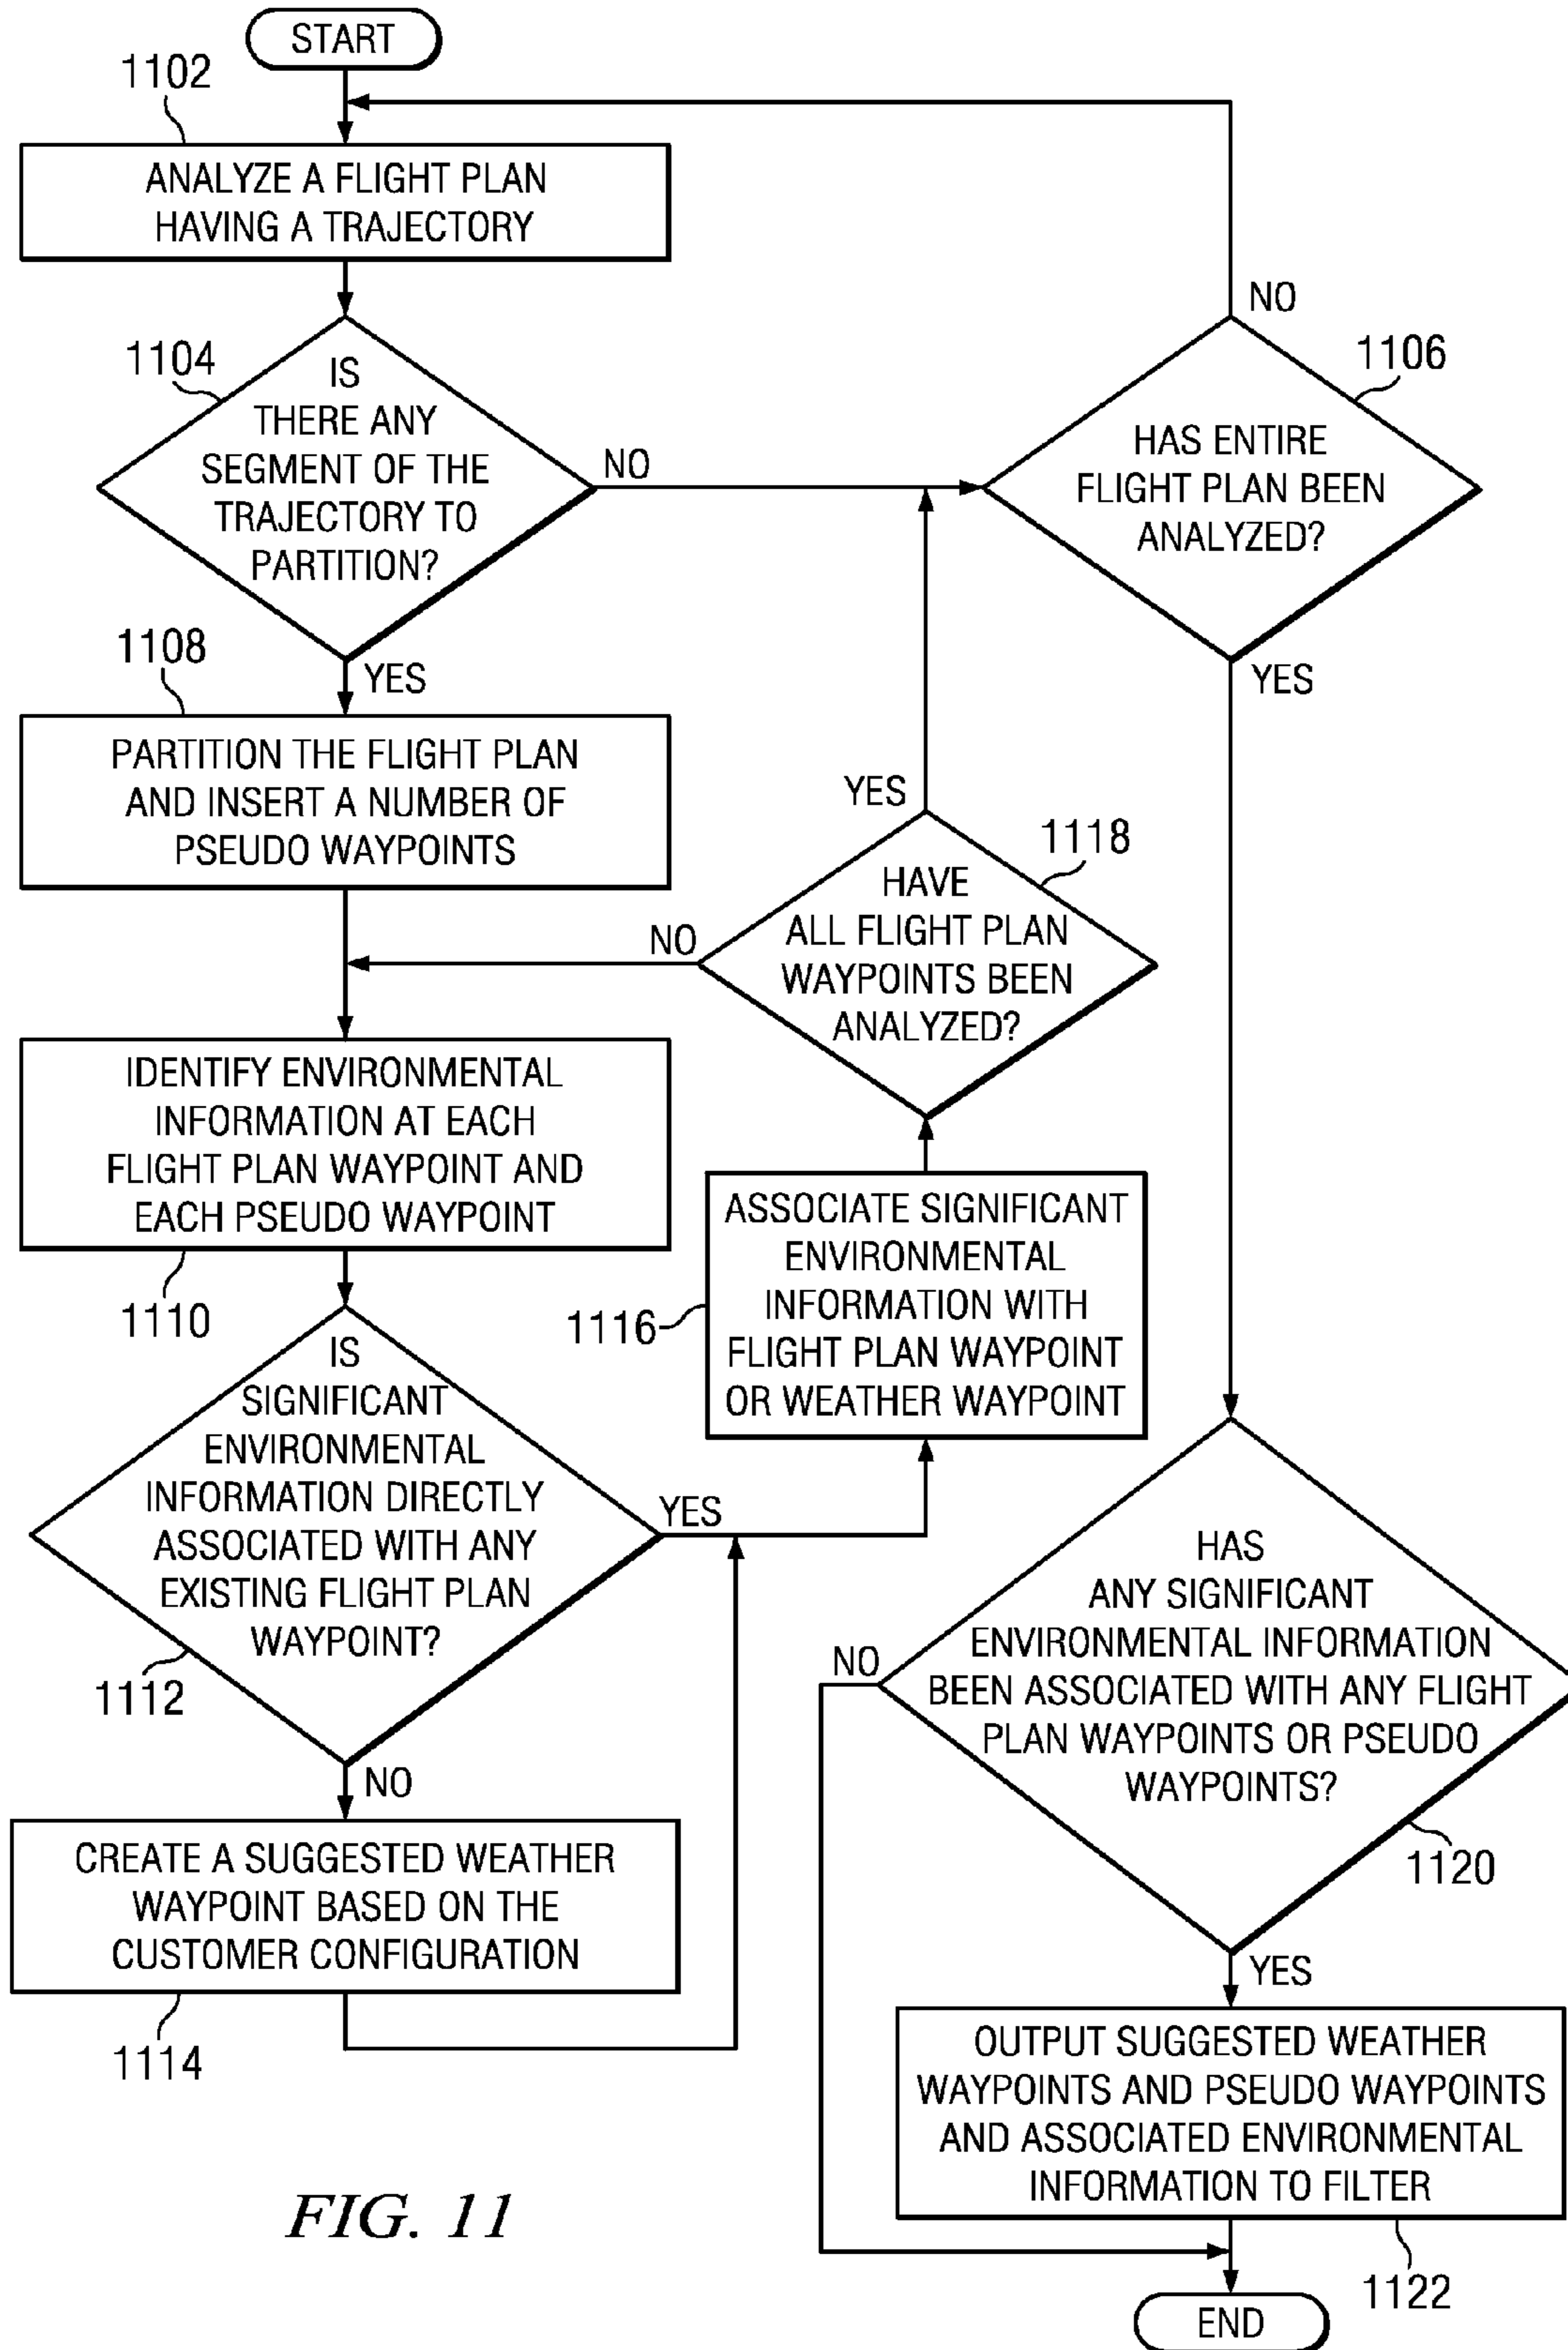 START
1102
ANALYZE A FLIGHT PLAN
HAVING A TRAJECTORY
1104
IS
THERE ANY
SEGMENT OF THE
TRAJECTORY TO
PARTITION?
NO
YES
NO
1106
HAS ENTIRE
FLIGHT PLAN BEEN
ANALYZED?
YES
1108
PARTITION THE FLIGHT PLAN
AND INSERT A NUMBER OF
PSEUDO WAYPOINTS
YES
1118
HAVE
ALL FLIGHT PLAN
WAYPOINTS BEEN
ANALYZED?
NO
IDENTIFY ENVIRONMENTAL
INFORMATION AT EACH
FLIGHT PLAN WAYPOINT AND
EACH PSEUDO WAYPOINT
1110
1116
ASSOCIATE SIGNIFICANT
ENVIRONMENTAL
INFORMATION WITH
FLIGHT PLAN WAYPOINT
OR WEATHER WAYPOINT
IS
SIGNIFICANT
ENVIRONMENTAL
INFORMATION DIRECTLY
ASSOCIATED WITH ANY
EXISTING FLIGHT PLAN
WAYPOINT?
YES
1112
NO
CREATE A SUGGESTED WEATHER
WAYPOINT BASED ON THE
CUSTOMER CONFIGURATION
1114
HAS
ANY SIGNIFICANT
ENVIRONMENTAL INFORMATION
BEEN ASSOCIATED WITH ANY FLIGHT
PLAN WAYPOINTS OR PSEUDO
WAYPOINTS?
NO
1120
YES
OUTPUT SUGGESTED WEATHER
WAYPOINTS AND PSEUDO WAYPOINTS
AND ASSOCIATED ENVIRONMENTAL
INFORMATION TO FILTER
1122
END
FIG. 11